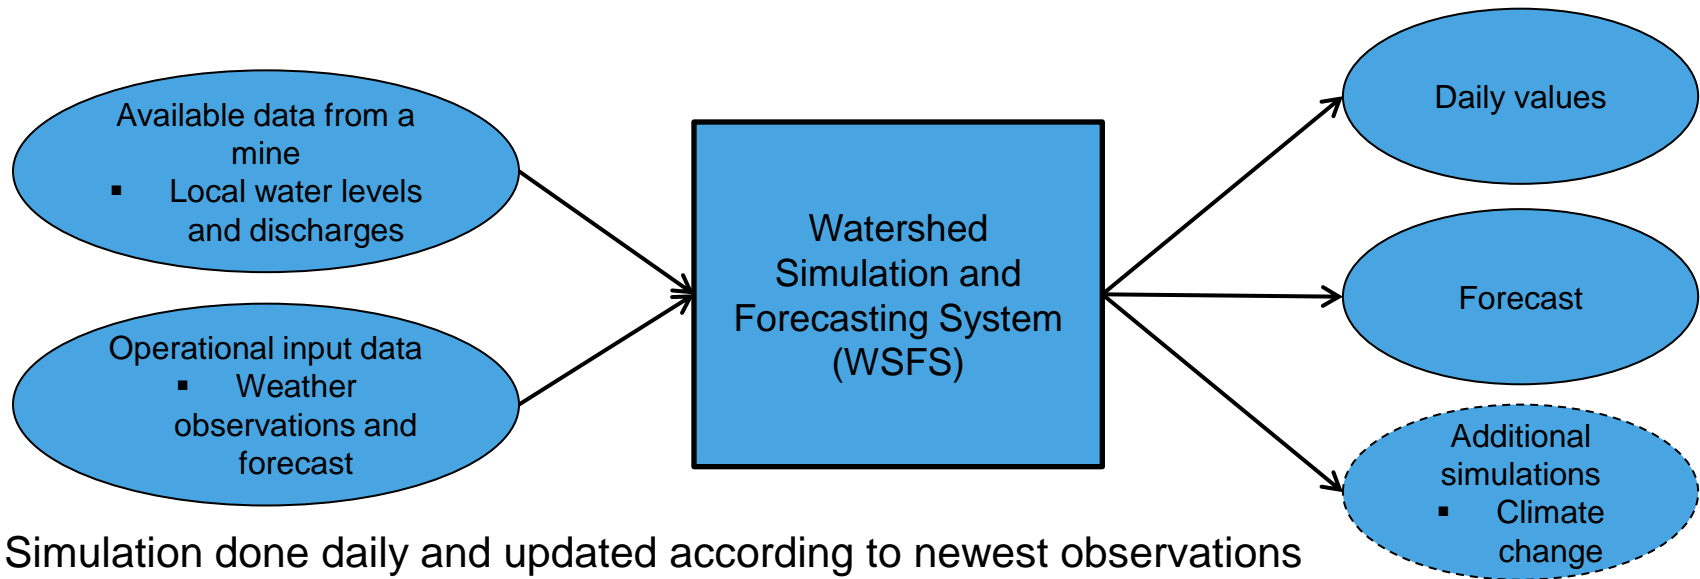 Available data from a
mine
▪ Local water levels
and discharges
Operational input data
▪ Weather
observations and
forecast
Watershed
Simulation and
Forecasting System
(WSFS)
Daily values
Forecast
Additional
simulations
▪ Climate
change
Simulation done daily and updated according to newest observations